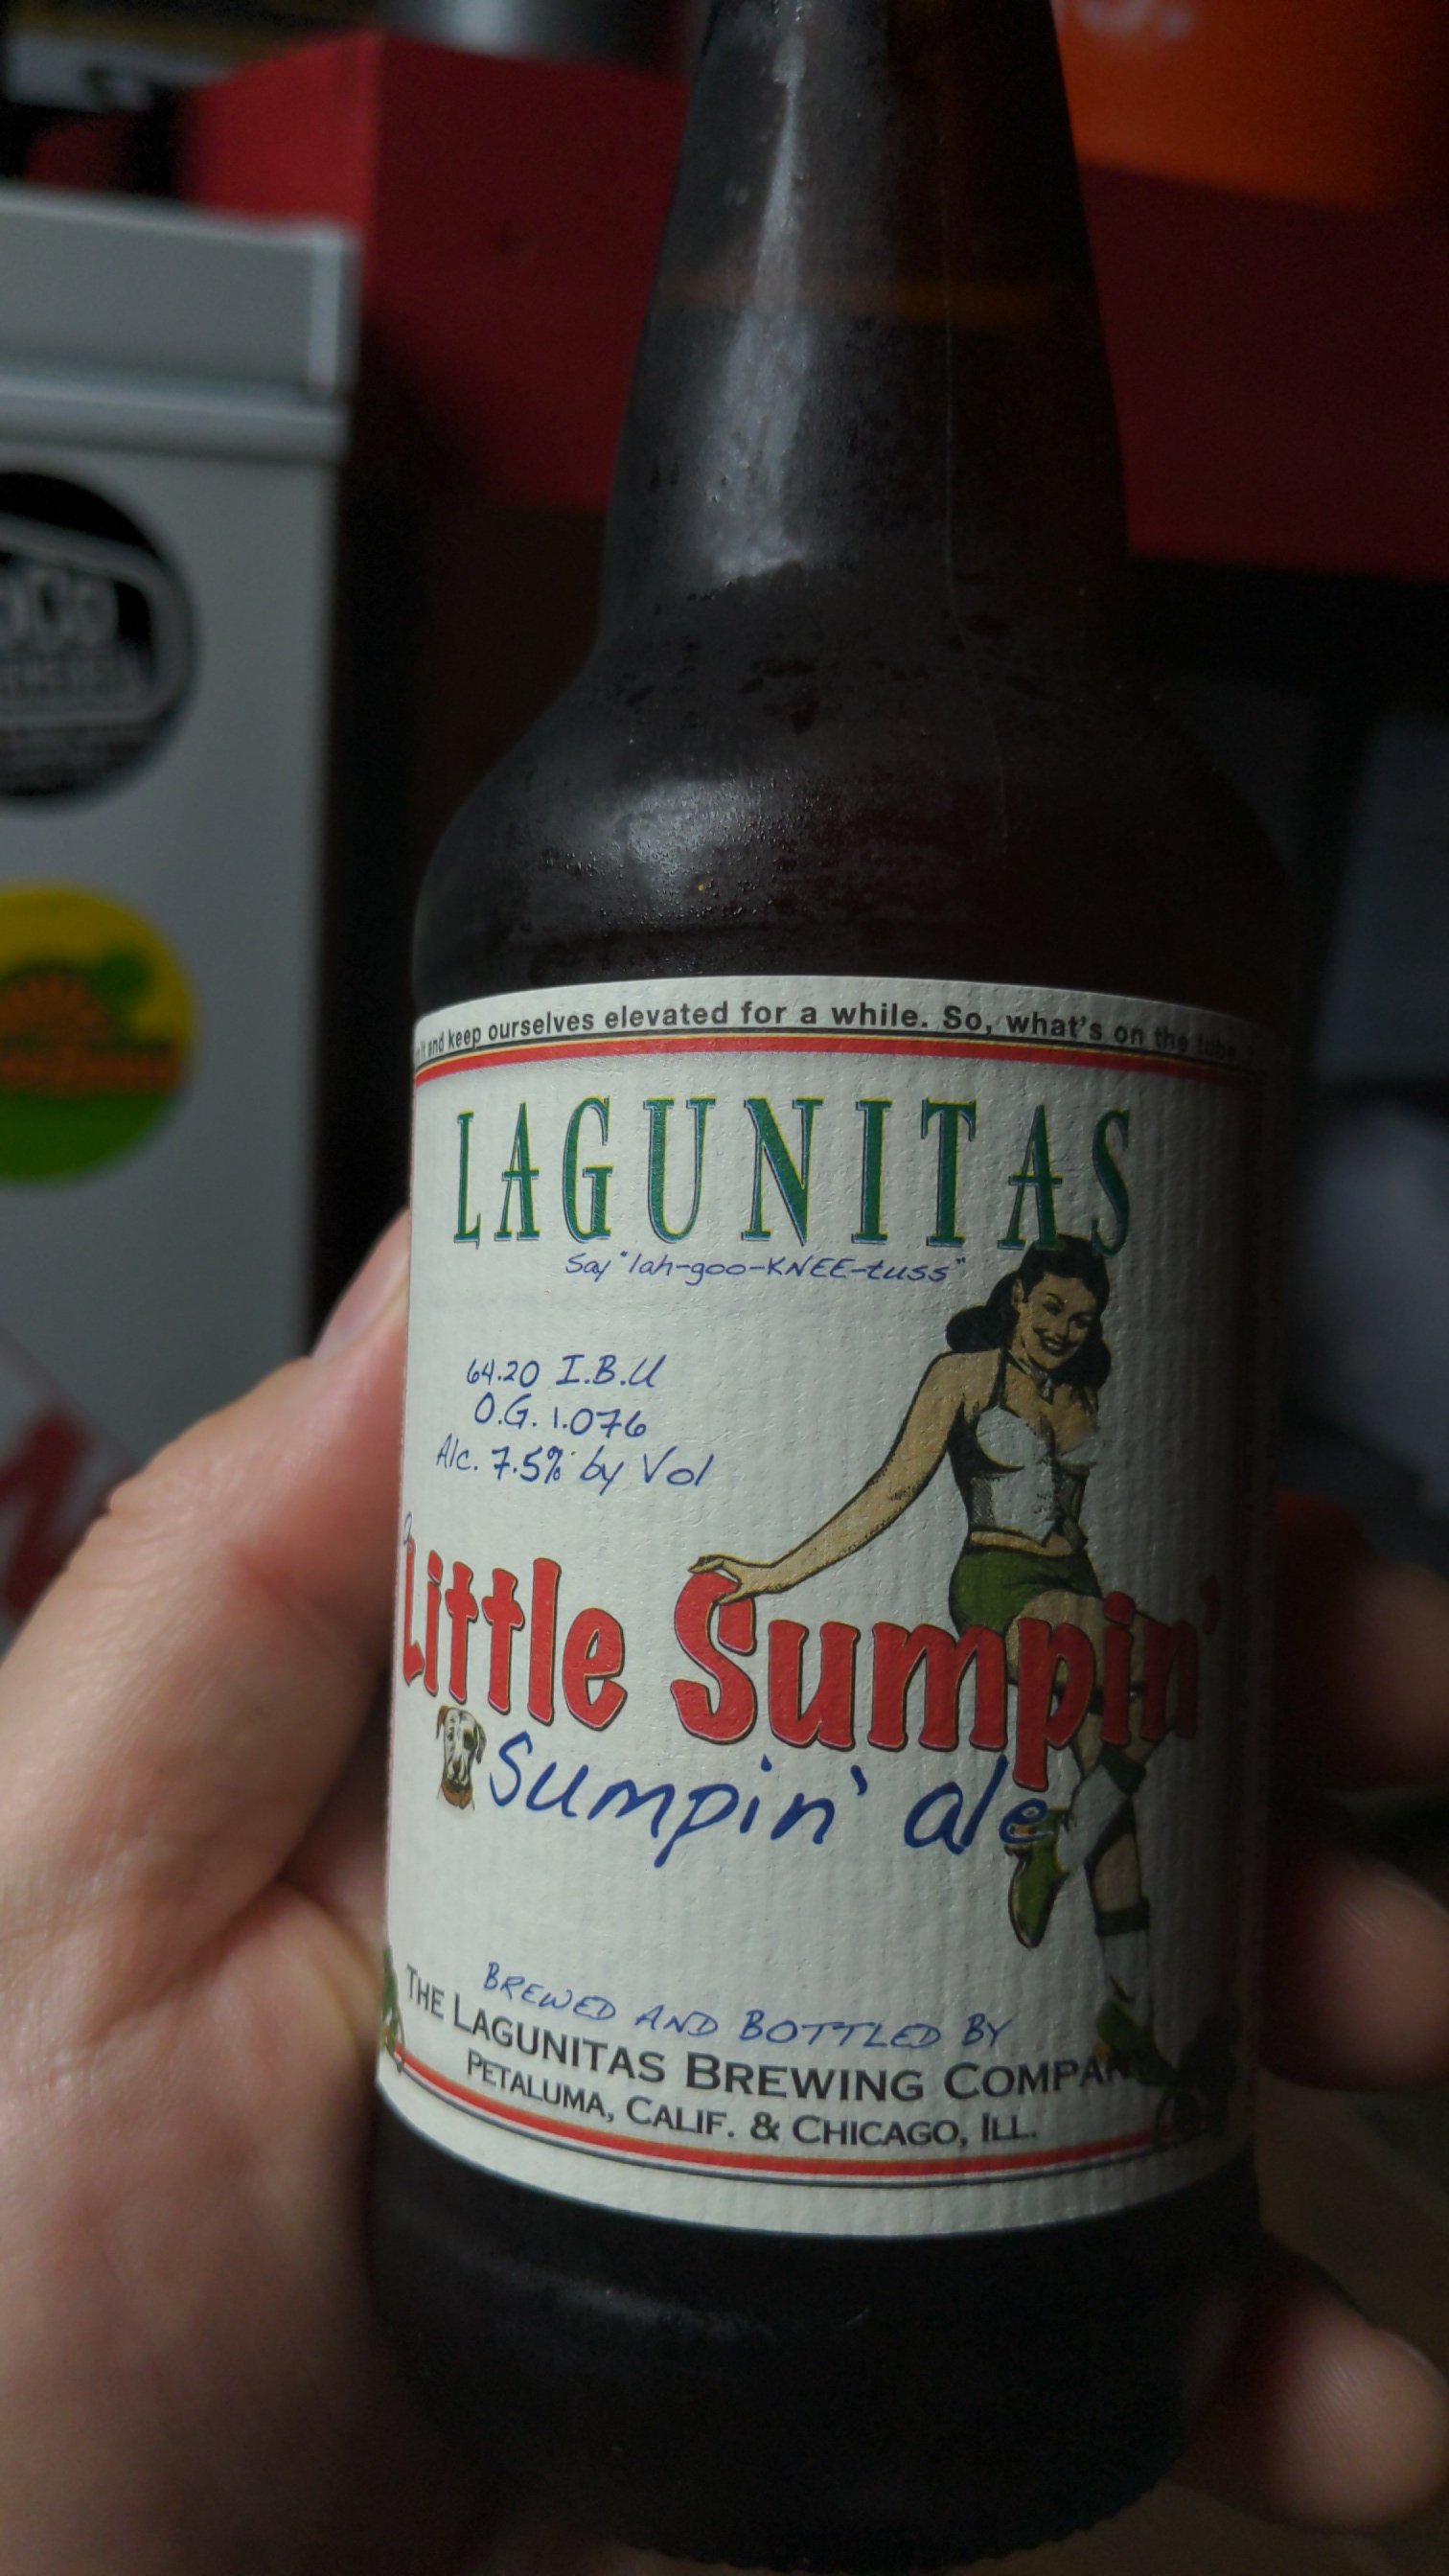 and keep ourselves elevated for a while. So, what's on the tube
LAGUNITAS
Say "lah-goo-KNEE-tuss"
64.20 I.B.U
O.G. 1.076
Alc. 7.5% by Vol
a
Little Sumpin'
Sumpin' ale
BREWED AND BOTTLED BY
THE LAGUNITAS BREWING COMPAN
PETALUMA, CALIF. & CHICAGO, ILL.